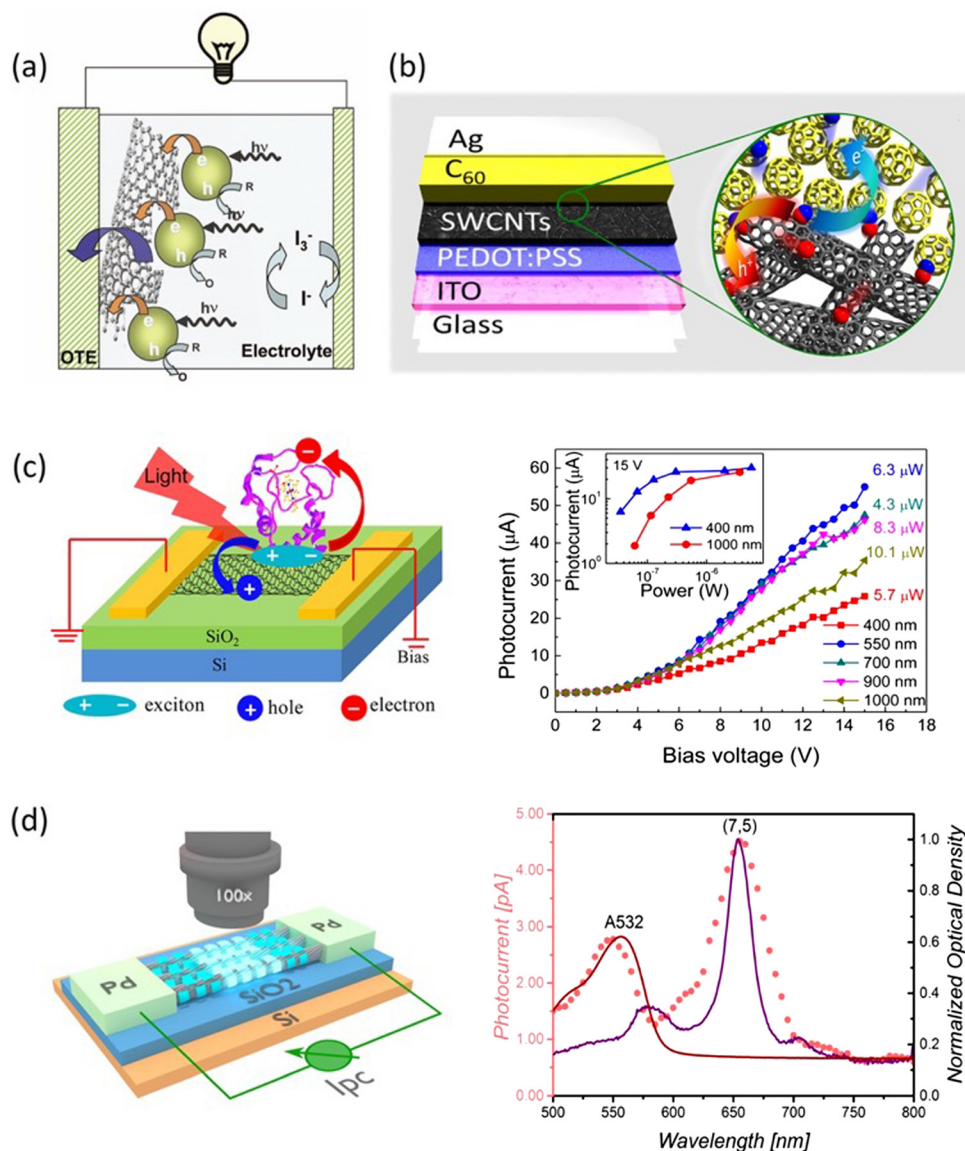 (a)
e
h
hν
R
O
e
h
hν
R
O
e
h
hν
R
O
I3-
I-
OTE
Electrolyte
(b)
Ag
C60
SWCNTs
PEDOT:PSS
ITO
Glass
e-
h+
(c)
Light
+ −
−
+
SiO2
Si
Bias
+ − exciton
+ hole
− electron
Photocurrent (μA)
60
50
40
30
20
10
0
0 2 4 6 8 10 12 14 16 18
Bias voltage (V)
15 V
Photocurrent (μA)
10^1
10^0
10^-7 10^-6
Power (W)
400 nm
1000 nm
6.3 μW
4.3 μW
8.3 μW
10.1 μW
5.7 μW
400 nm
550 nm
700 nm
900 nm
1000 nm
(d)
100x
Pd
Pd
SiO2
Si
Ipc
Photocurrent [pA]
5.00
4.00
3.00
2.00
1.00
0.00
A532
(7,5)
1.0
0.8
0.6
0.4
0.2
0.0
Normalized Optical Density
500 550 600 650 700 750 800
Wavelength [nm]